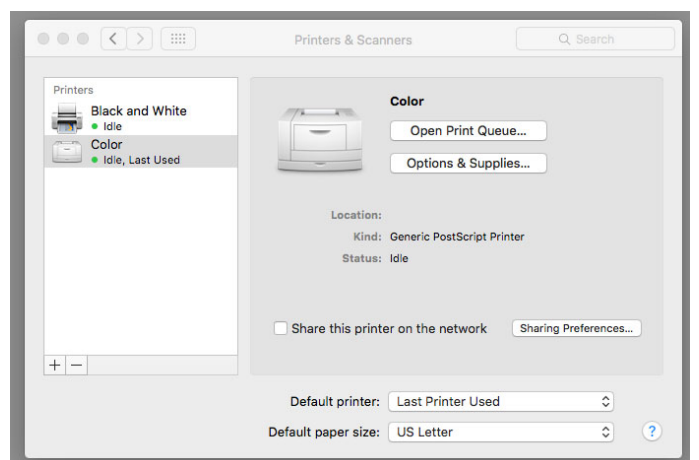 Printers & Scanners
Search
Printers
Black and White
Idle
Color
Idle, Last Used
Color
Open Print Queue...
Options & Supplies...
Location:
Kind: Generic PostScript Printer
Status: Idle
Share this printer on the network
Sharing Preferences...
+ −
Default printer: Last Printer Used
Default paper size: US Letter
?